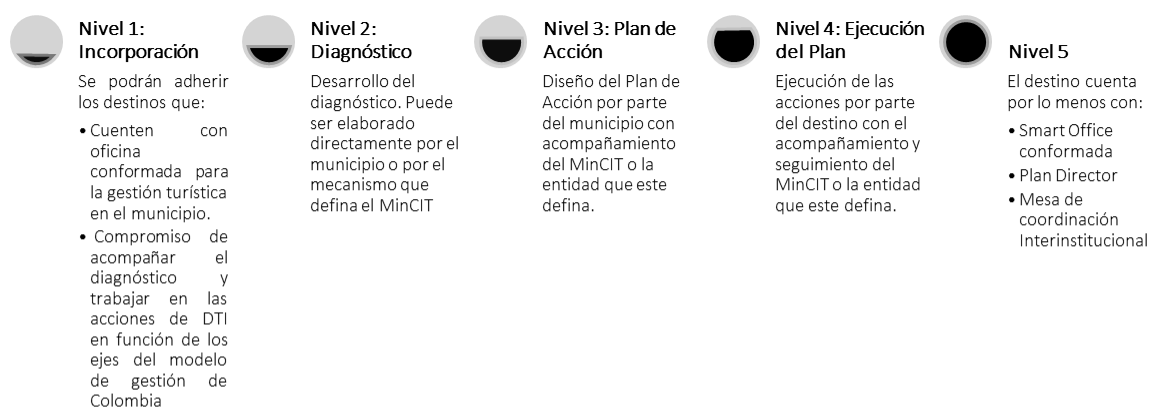 Nivel 1:
Incorporación
Se podrán adherir
los destinos que:
• Cuenten con
oficina
conformada para
la gestión turística
en el municipio.
• Compromiso de
acompañar el
diagnóstico y
trabajar en las
acciones de DTI
en función de los
ejes del modelo
de gestión de
Colombia
Nivel 2:
Diagnóstico
Desarrollo del
diagnóstico. Puede
ser elaborado
directamente por el
municipio o por el
mecanismo que
defina el MinCIT
Nivel 3: Plan de
Acción
Diseño del Plan de
Acción por parte
del municipio con
acompañamiento
del MinCIT o la
entidad que este
defina.
Nivel 4: Ejecución
del Plan
Ejecución de las
acciones por parte
del destino con el
acompañamiento y
seguimiento del
MinCIT o la entidad
que este defina.
Nivel 5
El destino cuenta
por lo menos con:
• Smart Office
conformada
• Plan Director
• Mesa de
coordinación
Interinstitucional